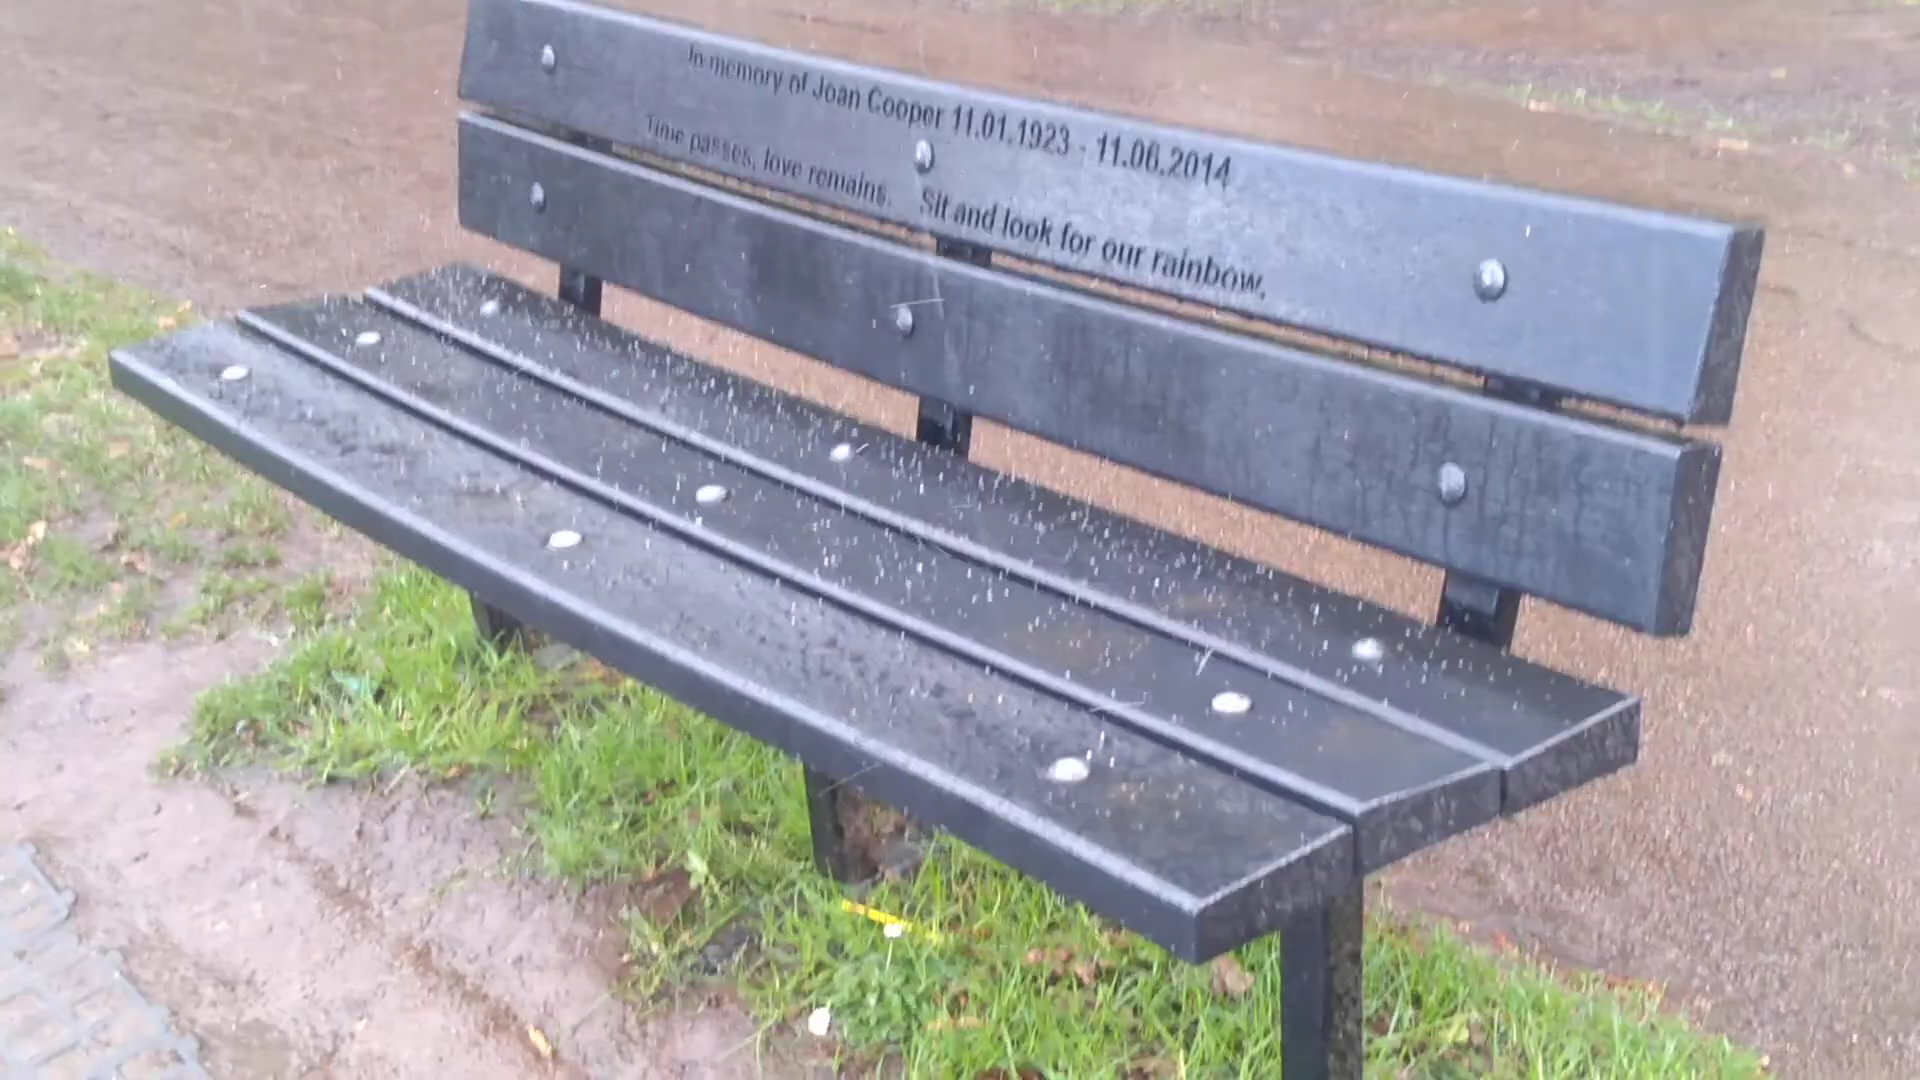 In memory of Joan Cooper 11.01.1923 - 11.06.2014
Time passes, love remains. Sit and look for our rainbow.